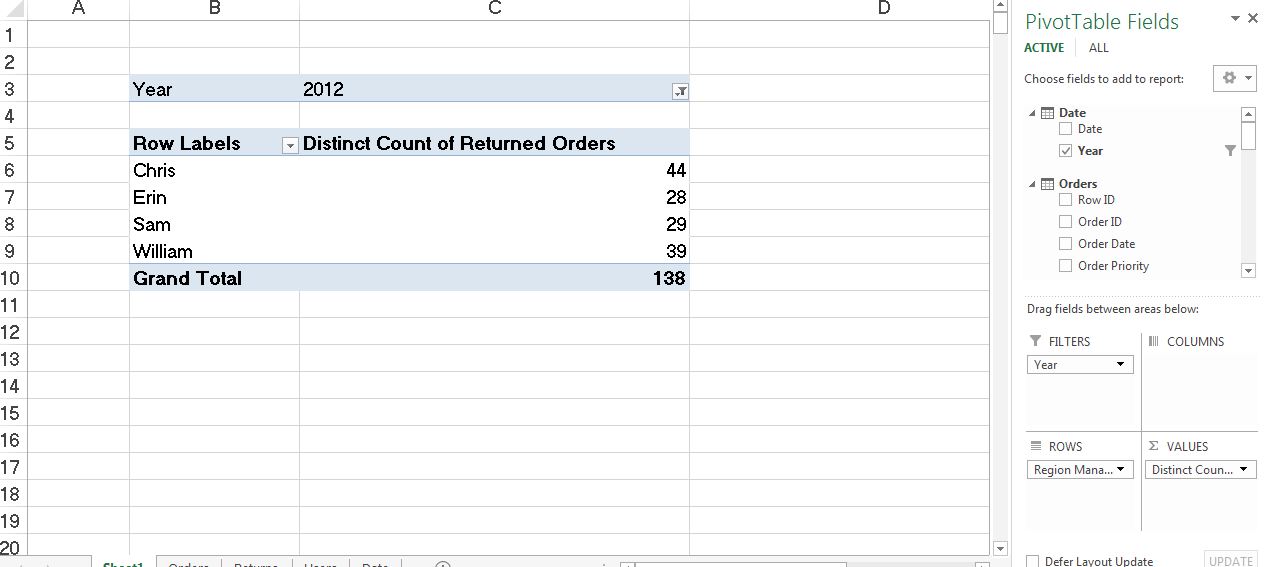 A B C D
1
2
3 Year 2012
4
5 Row Labels Distinct Count of Returned Orders
6 Chris 44
7 Erin 28
8 Sam 29
9 William 39
10 Grand Total 138
11
12
13
14
15
16
17
18
19
20
Sheet1 Orders Returns Users Date
PivotTable Fields
ACTIVE ALL
Choose fields to add to report:
Date
Date
Year
Orders
Row ID
Order ID
Order Date
Order Priority
Drag fields between areas below:
FILTERS COLUMNS
Year
ROWS Σ VALUES
Region Mana... Distinct Coun...
Defer Layout Update UPDATE